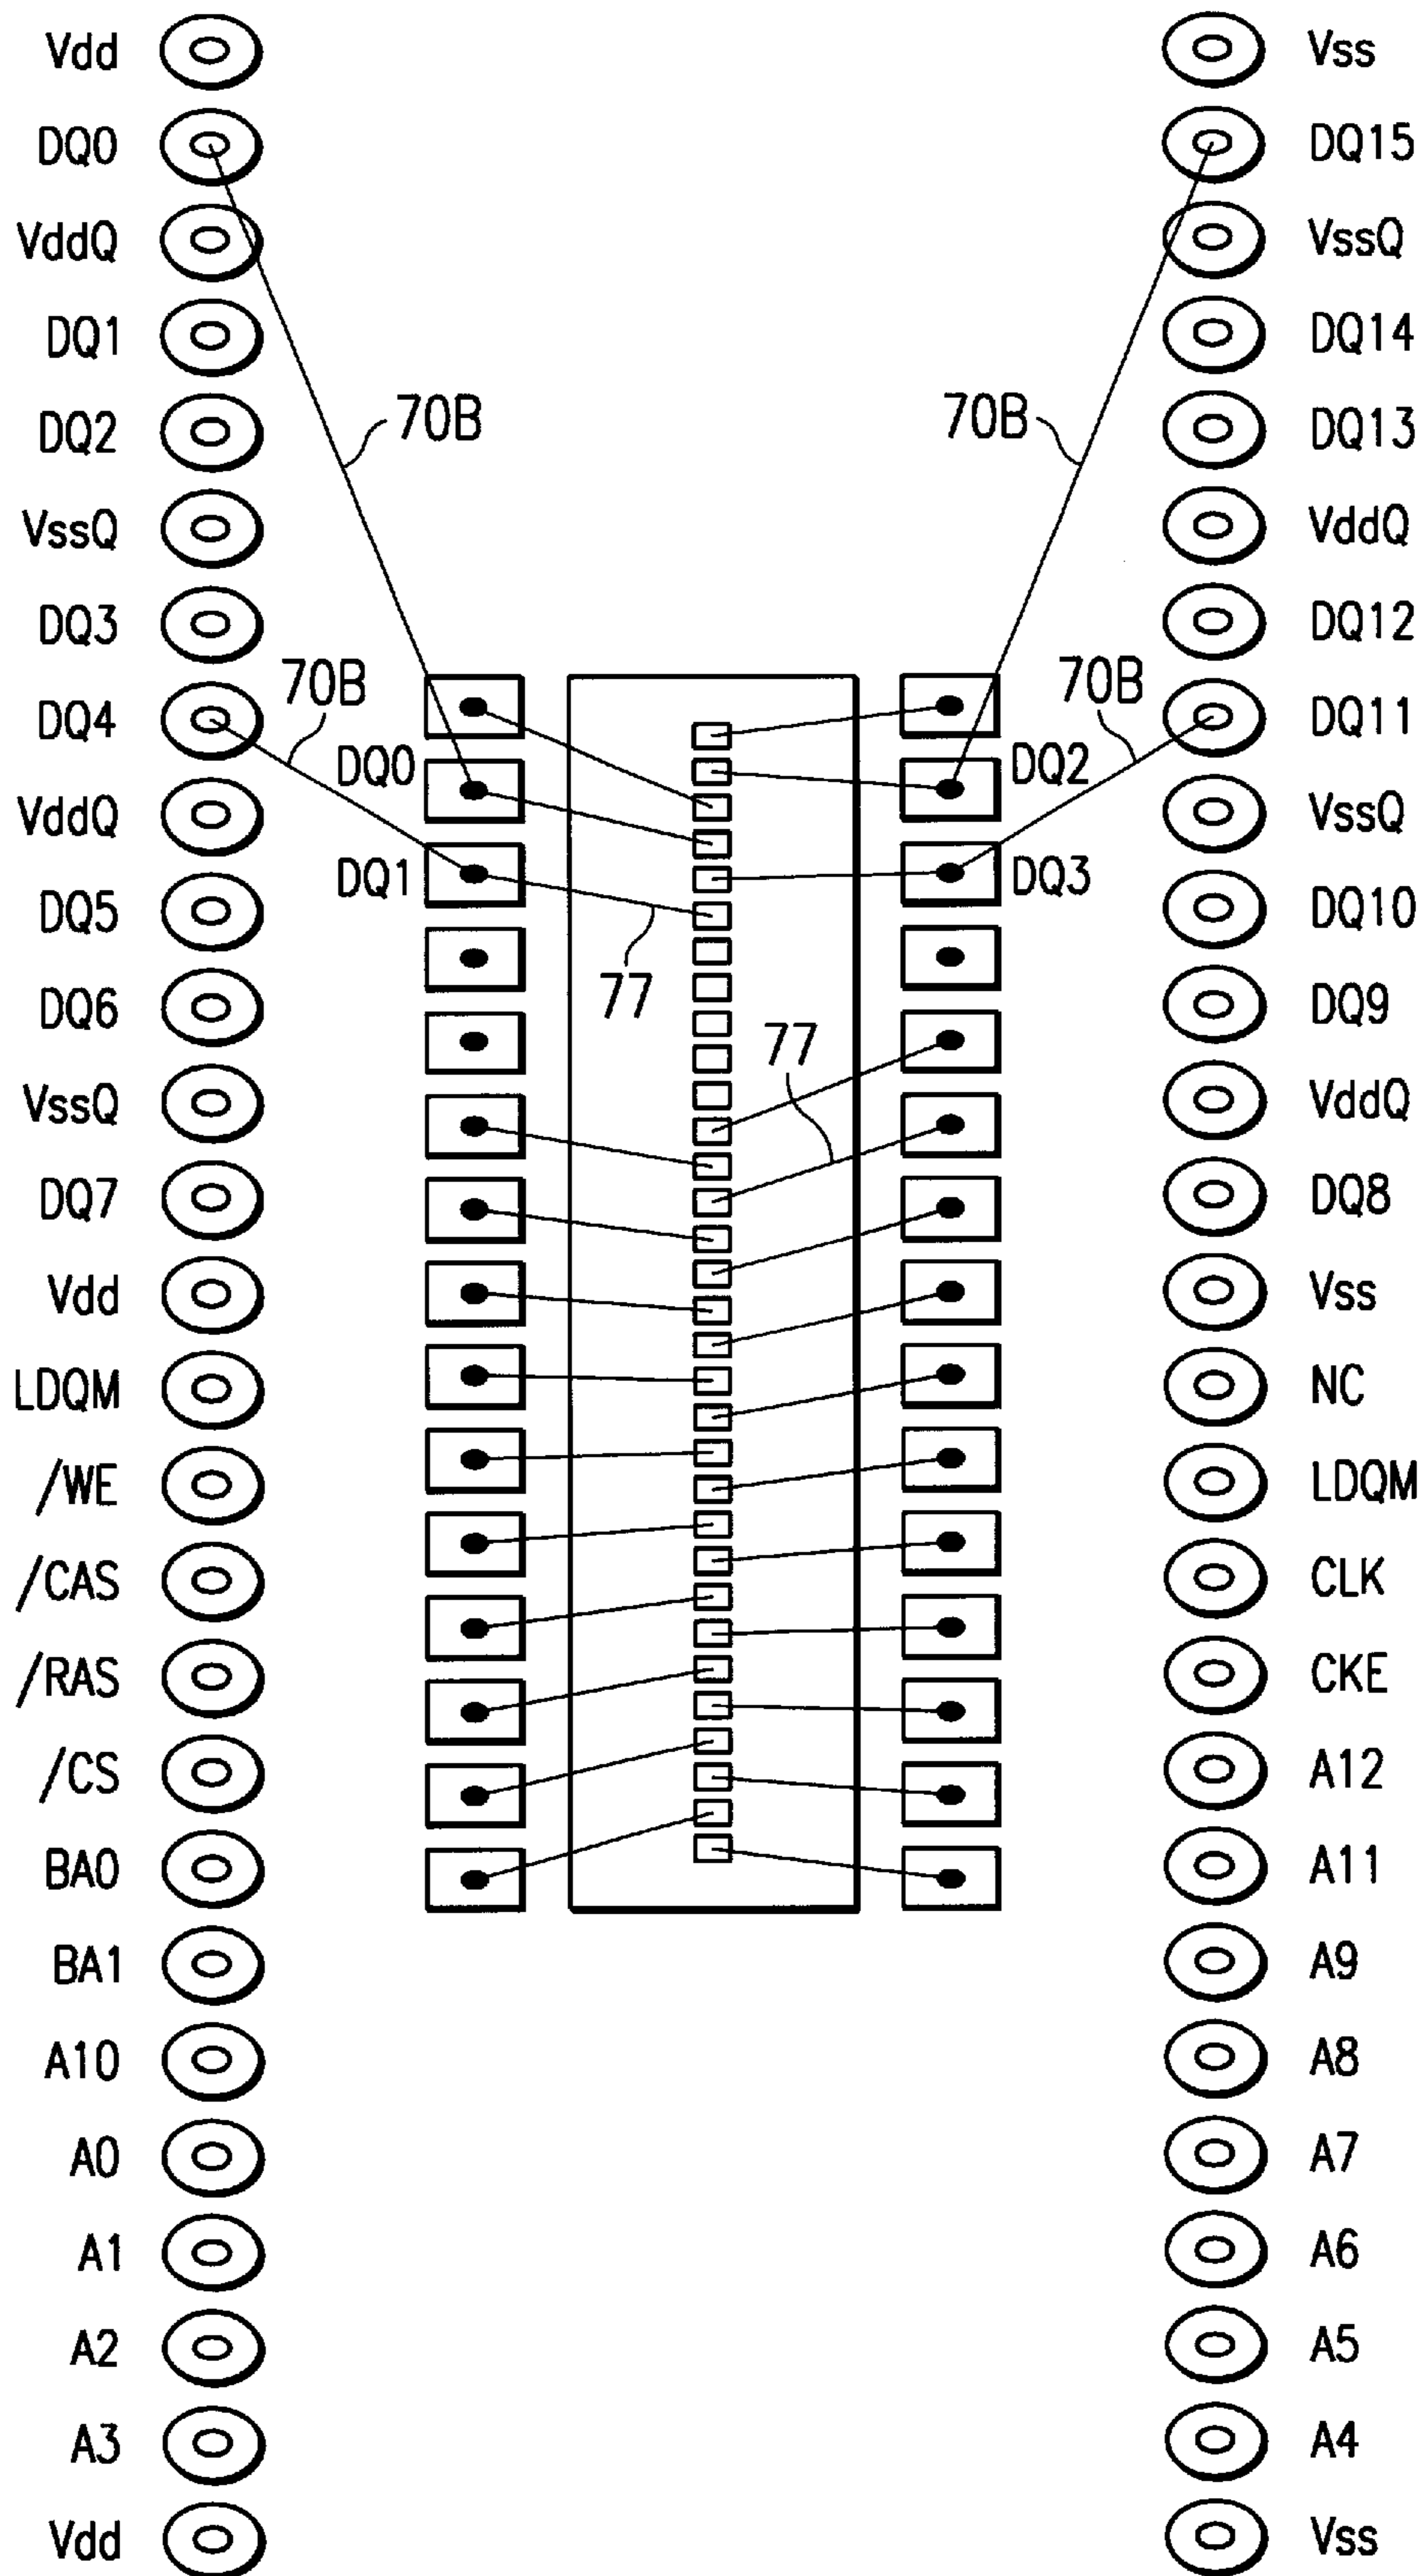 Vdd Vss
DQ0 DQ15
VddQ VssQ
DQ1 DQ14
70B 70B
DQ2 DQ13
VssQ VddQ
DQ3 DQ12
70B 70B
DQ4 DQ11
DQ0 DQ2
VddQ VssQ
DQ1 DQ3
DQ5 DQ10
77
DQ6 DQ9
77
VssQ VddQ
DQ7 DQ8
Vdd Vss
LDQM NC
/WE LDQM
/CAS CLK
/RAS CKE
/CS A12
BA0 A11
BA1 A9
A10 A8
A0 A7
A1 A6
A2 A5
A3 A4
Vdd Vss